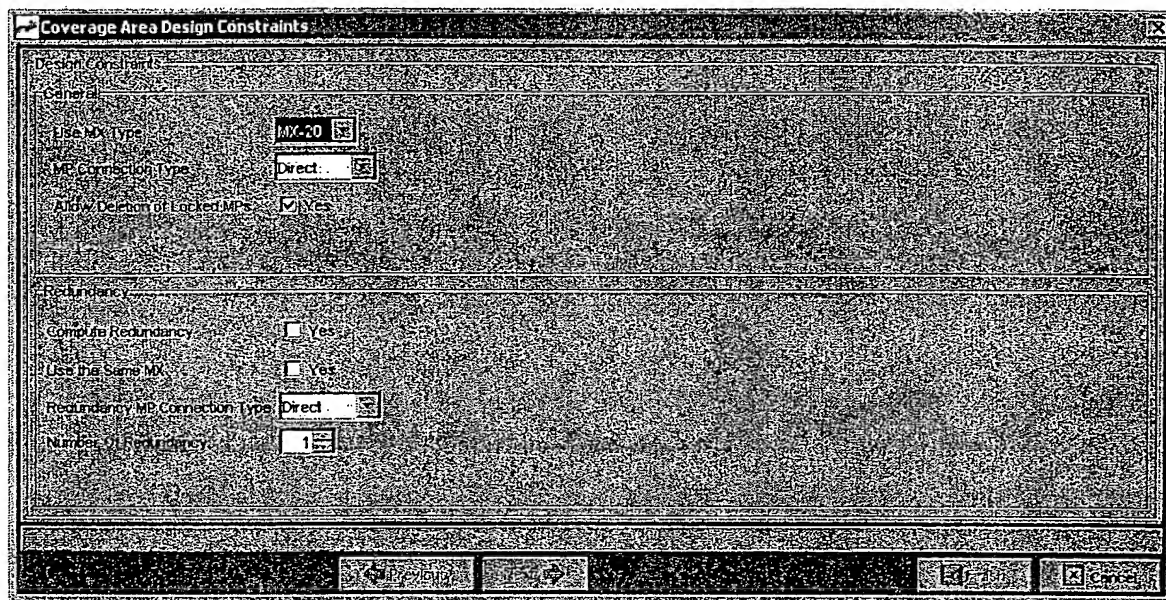 Coverage Area Design Constraints
Design Constraints
General
Use MX Type MX-20
MP Connection Type Direct
Allow Deletion of Locked MPs Yes
Redundancy
Compute Redundancy Yes
Use the Same MX Yes
Redundancy MP Connection Type Direct
Number Of Redundancy 1
Previous Finish Cancel